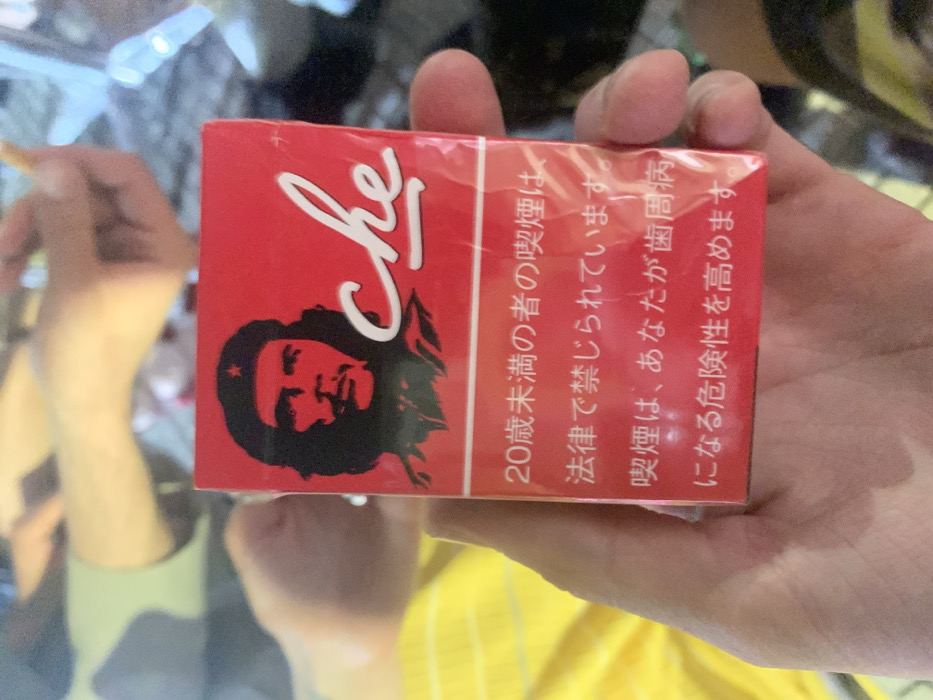 che
20歳未満の者の喫煙は、
法律で禁じられています。
喫煙は、あなたが歯周病
になる危険性を高めます。